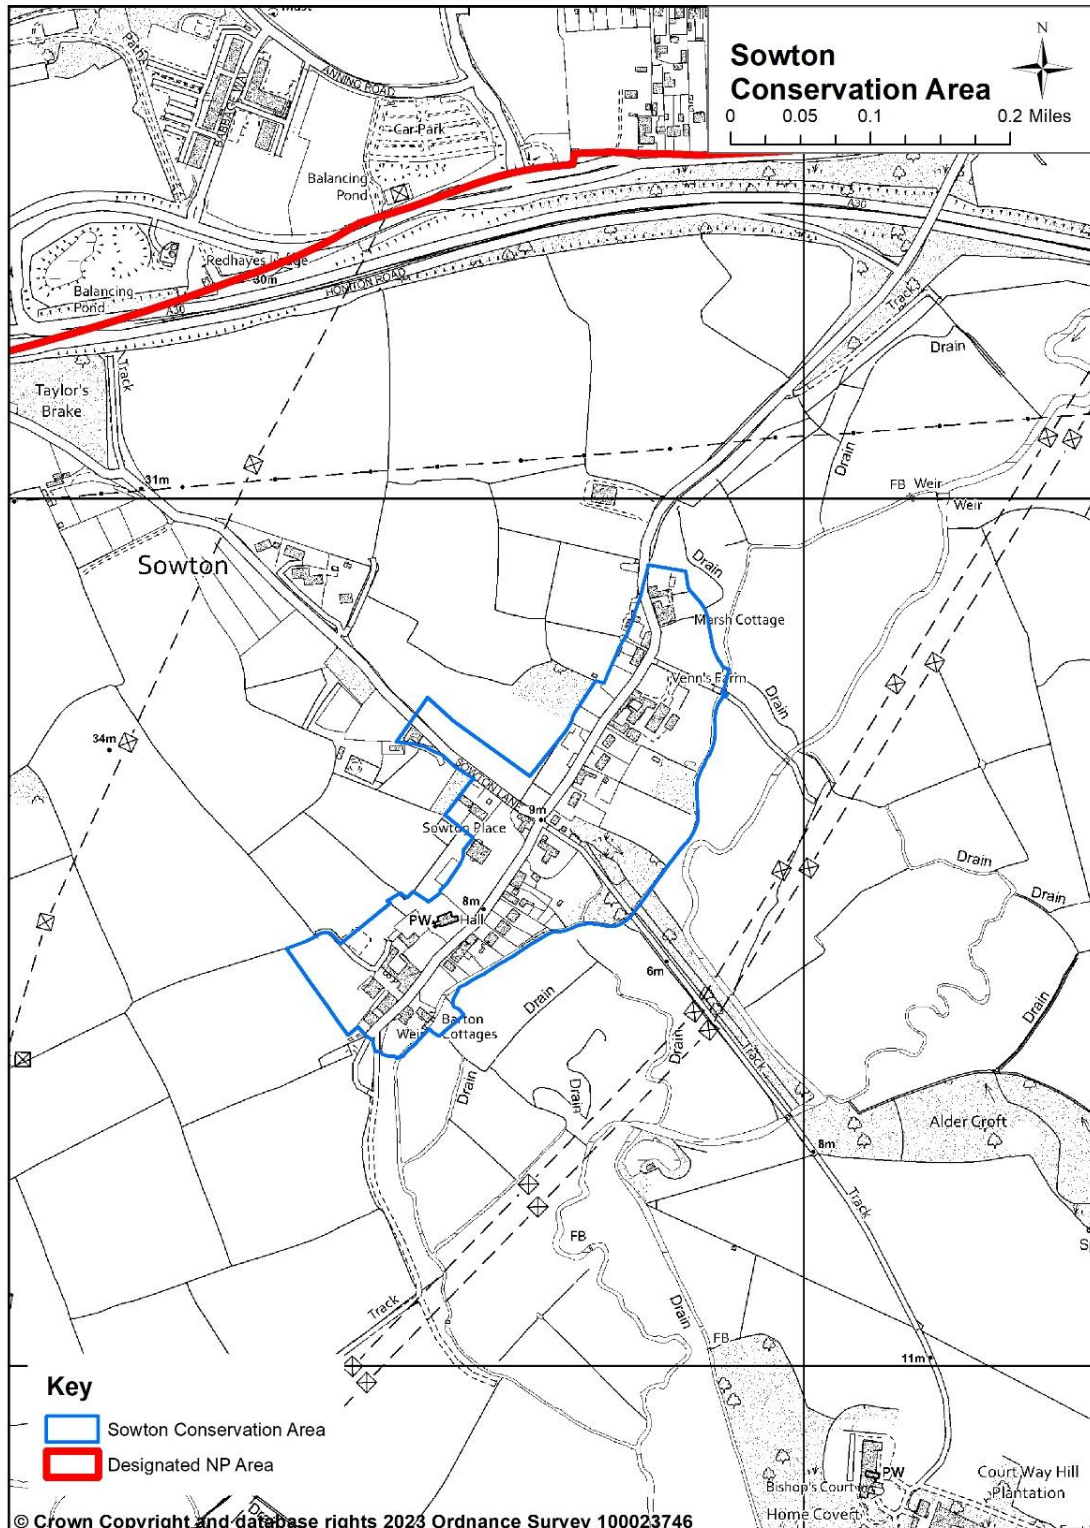 Mast
Path
ANNING ROAD
Car Park
Balancing
Pond
Sowton
Conservation Area
N
0 0.05 0.1 0.2 Miles
A30
Redhayes Lodge
30m
HONITON ROAD
Balancing
Pond
A30
Track
Track
Drain
Taylor's
Brake
31m
Drain
FB Weir
Weir
Sowton
Drain
Marsh Cottage
Venn's Farm
Drain
34m
SOWTON LANE
9m
Sowton Place
Drain
Drain
8m
PW Hall
6m
Drain
Drain
Barton
Weir Cottages
Drain
Track
Drain
Drain
Alder Croft
8m
Track
FB
Track
Drain
FB
11m
Key
Sowton Conservation Area
Designated NP Area
PW
Bishop's Court
Court Way Hill
Plantation
Home Covert
Drain
© Crown Copyright and database rights 2023 Ordnance Survey 100023746